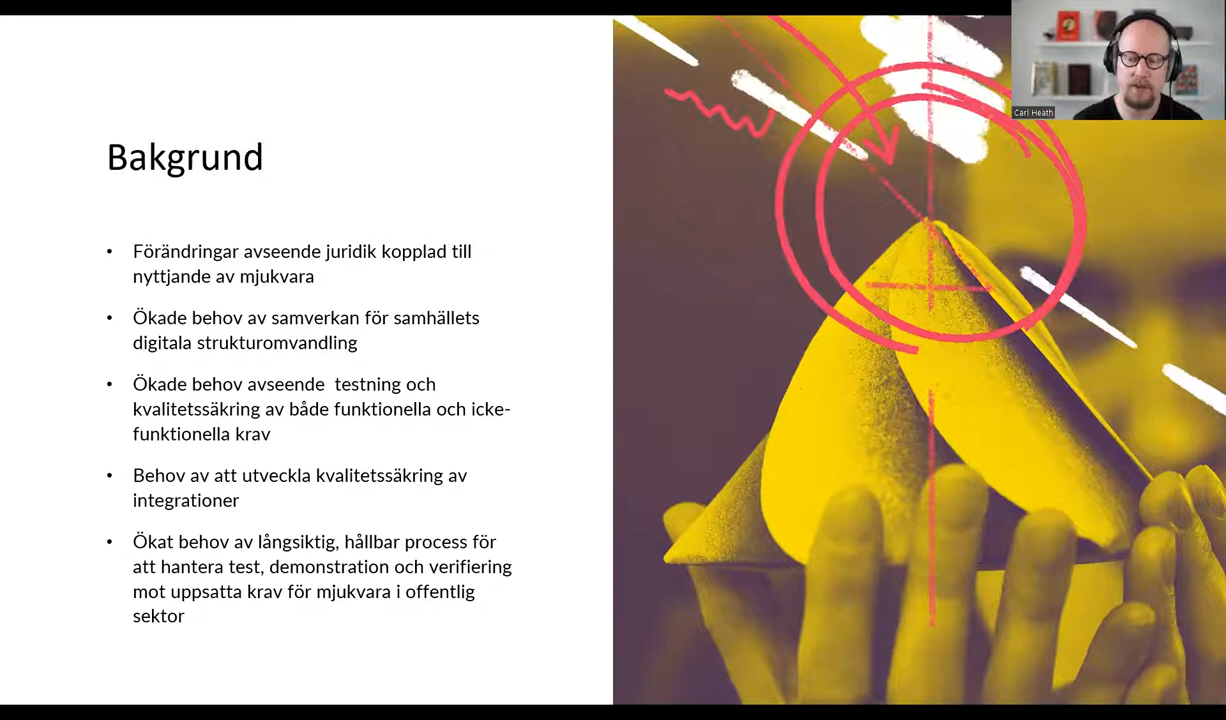 Bakgrund
• Förändringar avseende juridik kopplad till
nyttjande av mjukvara
• Ökade behov av samverkan för samhällets
digitala strukturomvandling
• Ökade behov avseende  testning och
kvalitetssäkring av både funktionella och icke-
funktionella krav
• Behov av att utveckla kvalitetssäkring av
integrationer
• Ökat behov av långsiktig, hållbar process för
att hantera test, demonstration och verifiering
mot uppsatta krav för mjukvara i offentlig
sektor
Carl Heath